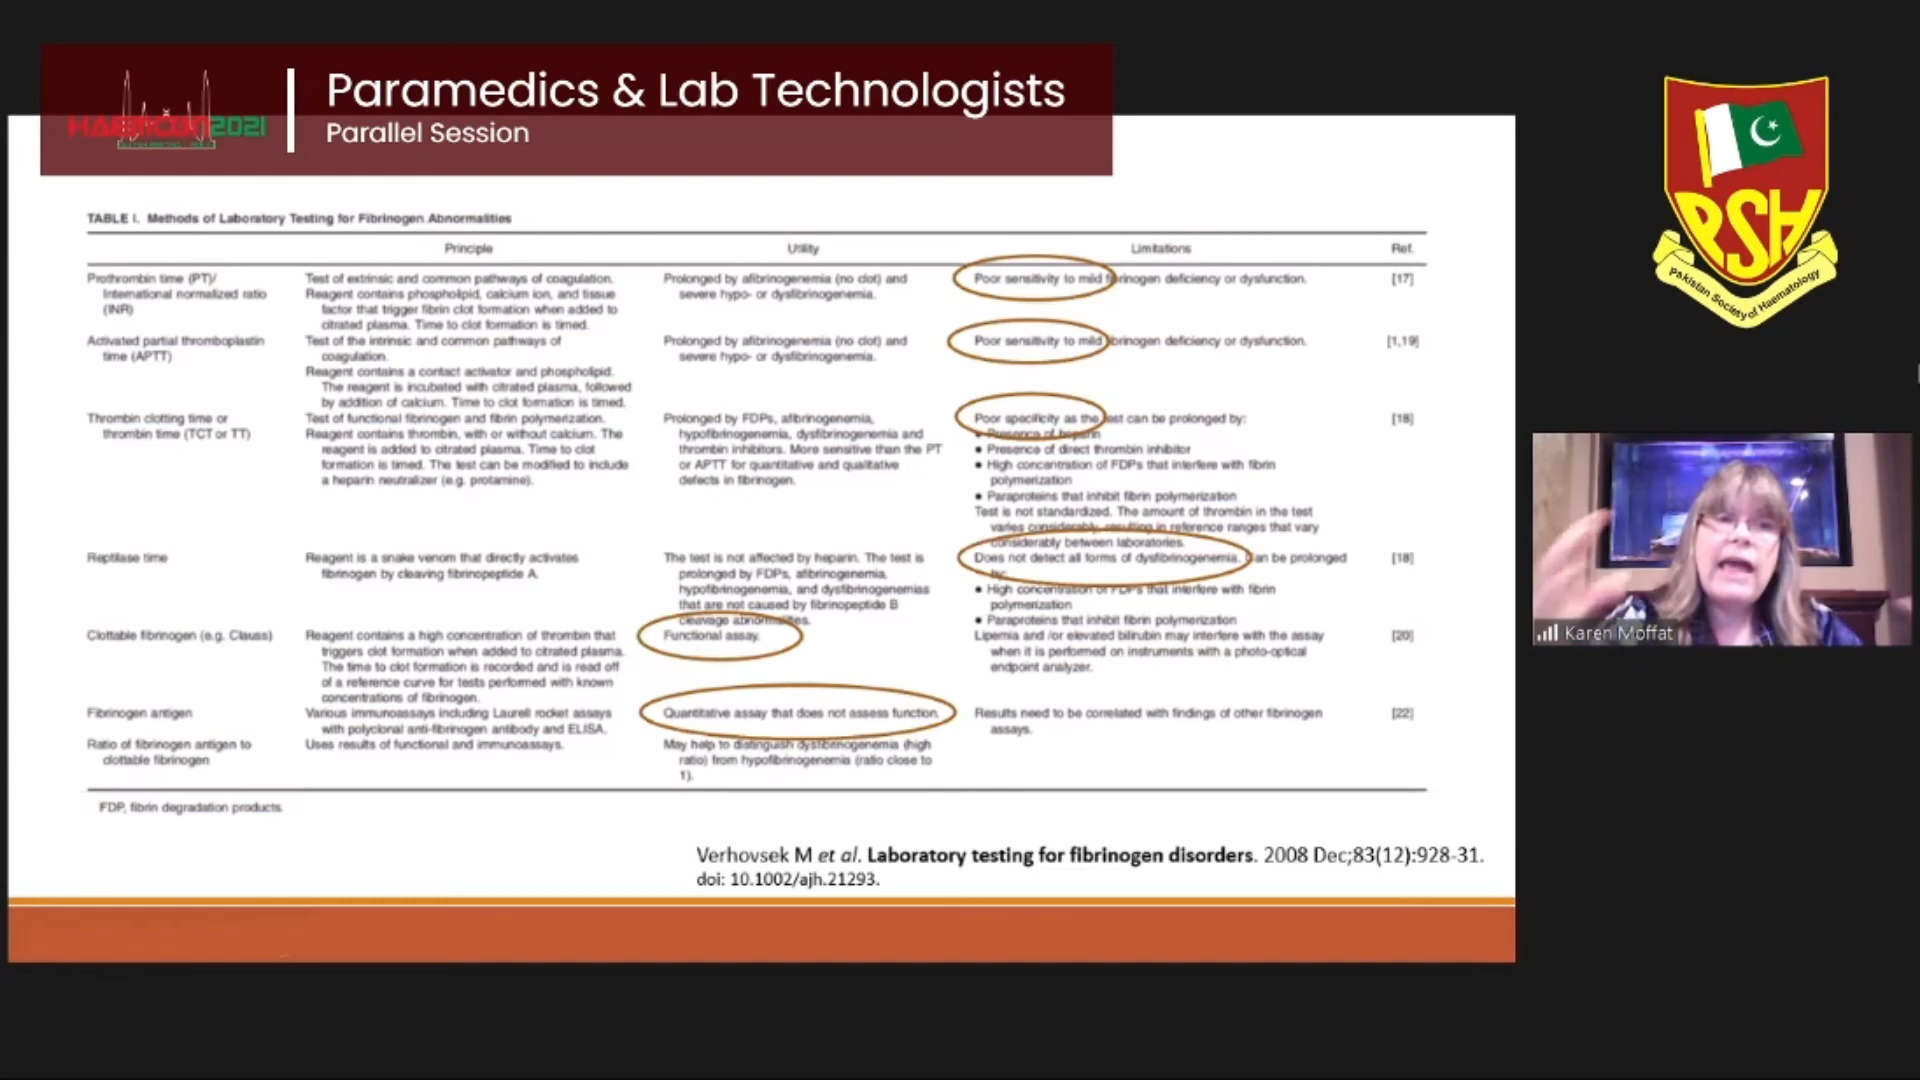 Paramedics & Lab Technologists
HAEMCON2021
Parallel Session
TABLE I. Methods of Laboratory Testing for Fibrinogen Abnormalities
Principle Utility Limitations Ref.
Prothrombin time (PT)/
International normalized ratio
(INR)
Test of extrinsic and common pathways of coagulation.
Reagent contains phospholipid, calcium ion, and tissue
factor that trigger fibrin clot formation when added to
citrated plasma. Time to clot formation is timed.
Prolonged by afibrinogenemia (no clot) and
severe hypo- or dysfibrinogenemia.
Poor sensitivity to mild fibrinogen deficiency or dysfunction.
[17]
Activated partial thromboplastin
time (APTT)
Test of the intrinsic and common pathways of
coagulation.
Reagent contains a contact activator and phospholipid.
The reagent is incubated with citrated plasma, followed
by addition of calcium. Time to clot formation is timed.
Prolonged by afibrinogenemia (no clot) and
severe hypo- or dysfibrinogenemia.
Poor sensitivity to mild fibrinogen deficiency or dysfunction.
[1,19]
Thrombin clotting time or
thrombin time (TCT or TT)
Test of functional fibrinogen and fibrin polymerization.
Reagent contains thrombin, with or without calcium. The
reagent is added to citrated plasma. Time to clot
formation is timed. The test can be modified to include
a heparin neutralizer (e.g. protamine).
Prolonged by FDPs, afibrinogenemia,
hypofibrinogenemia, dysfibrinogenemia and
thrombin inhibitors. More sensitive than the PT
or APTT for quantitative and qualitative
defects in fibrinogen.
Poor specificity as the test can be prolonged by:
• Presence of heparin
• Presence of direct thrombin inhibitor
• High concentration of FDPs that interfere with fibrin
polymerization
• Paraproteins that inhibit fibrin polymerization
Test is not standardized. The amount of thrombin in the test
varies considerably, resulting in reference ranges that vary
considerably between laboratories.
[18]
Reptilase time
Reagent is a snake venom that directly activates
fibrinogen by cleaving fibrinopeptide A.
The test is not affected by heparin. The test is
prolonged by FDPs, afibrinogenemia,
hypofibrinogenemia, and dysfibrinogenemias
that are not caused by fibrinopeptide B
cleavage abnormalities.
Does not detect all forms of dysfibrinogenemia. Can be prolonged
by:
• High concentration of FDPs that interfere with fibrin
polymerization
• Paraproteins that inhibit fibrin polymerization
[18]
Clottable fibrinogen (e.g. Clauss)
Reagent contains a high concentration of thrombin that
triggers clot formation when added to citrated plasma.
The time to clot formation is recorded and is read off
of a reference curve for tests performed with known
concentrations of fibrinogen.
Functional assay.
Lipemia and /or elevated bilirubin may interfere with the assay
when it is performed on instruments with a photo-optical
endpoint analyzer.
[20]
Fibrinogen antigen
Various immunoassays including Laurell rocket assays
with polyclonal anti-fibrinogen antibody and ELISA.
Quantitative assay that does not assess function.
Results need to be correlated with findings of other fibrinogen
assays.
[22]
Ratio of fibrinogen antigen to
clottable fibrinogen
Uses results of functional and immunoassays.
May help to distinguish dysfibrinogenemia (high
ratio) from hypofibrinogenemia (ratio close to
1).
FDP, fibrin degradation products.
Verhovsek M et al. Laboratory testing for fibrinogen disorders. 2008 Dec;83(12):928-31.
doi: 10.1002/ajh.21293.
PSH
Pakistan Society of Haematology
Karen Moffat